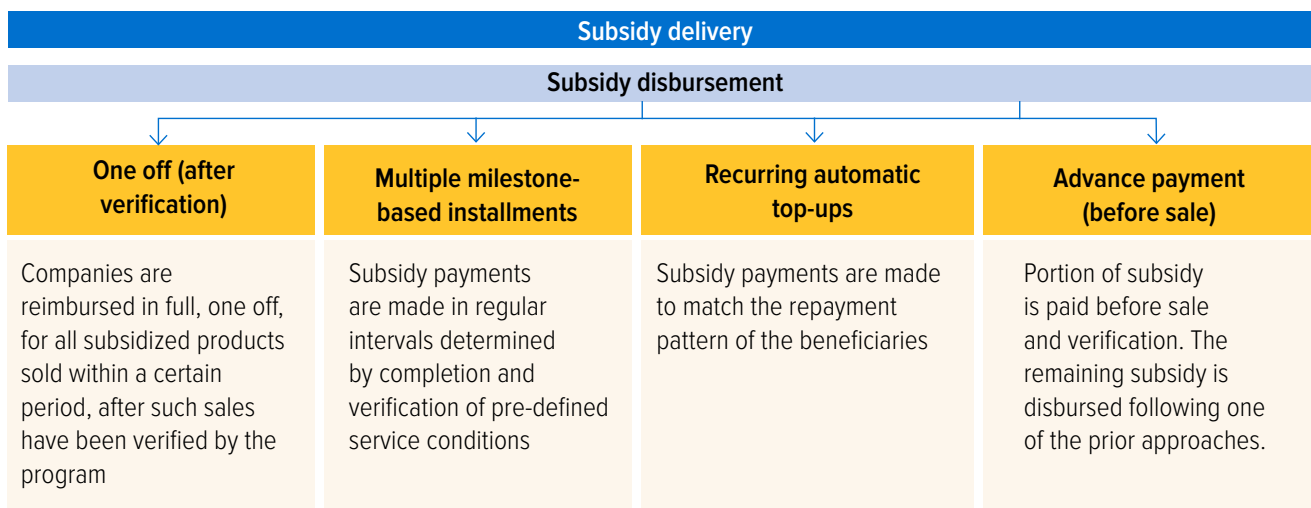 Subsidy delivery
Subsidy disbursement
One off (after
verification)
Companies are
reimbursed in full, one off,
for all subsidized products
sold within a certain
period, after such sales
have been verified by the
program
Multiple milestone-
based installments
Subsidy payments
are made in regular
intervals determined
by completion and
verification of pre-defined
service conditions
Recurring automatic
top-ups
Subsidy payments are made
to match the repayment
pattern of the beneficiaries
Advance payment
(before sale)
Portion of subsidy
is paid before sale
and verification. The
remaining subsidy is
disbursed following one
of the prior approaches.